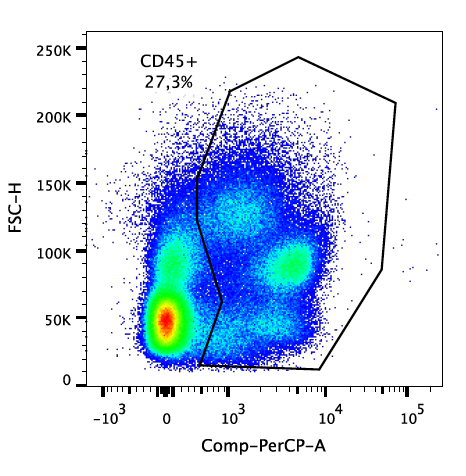 CD45+
27,3%
250K
200K
150K
100K
50K
0
FSC-H
-10³
0
10³
10⁴
10⁵
Comp-PerCP-A